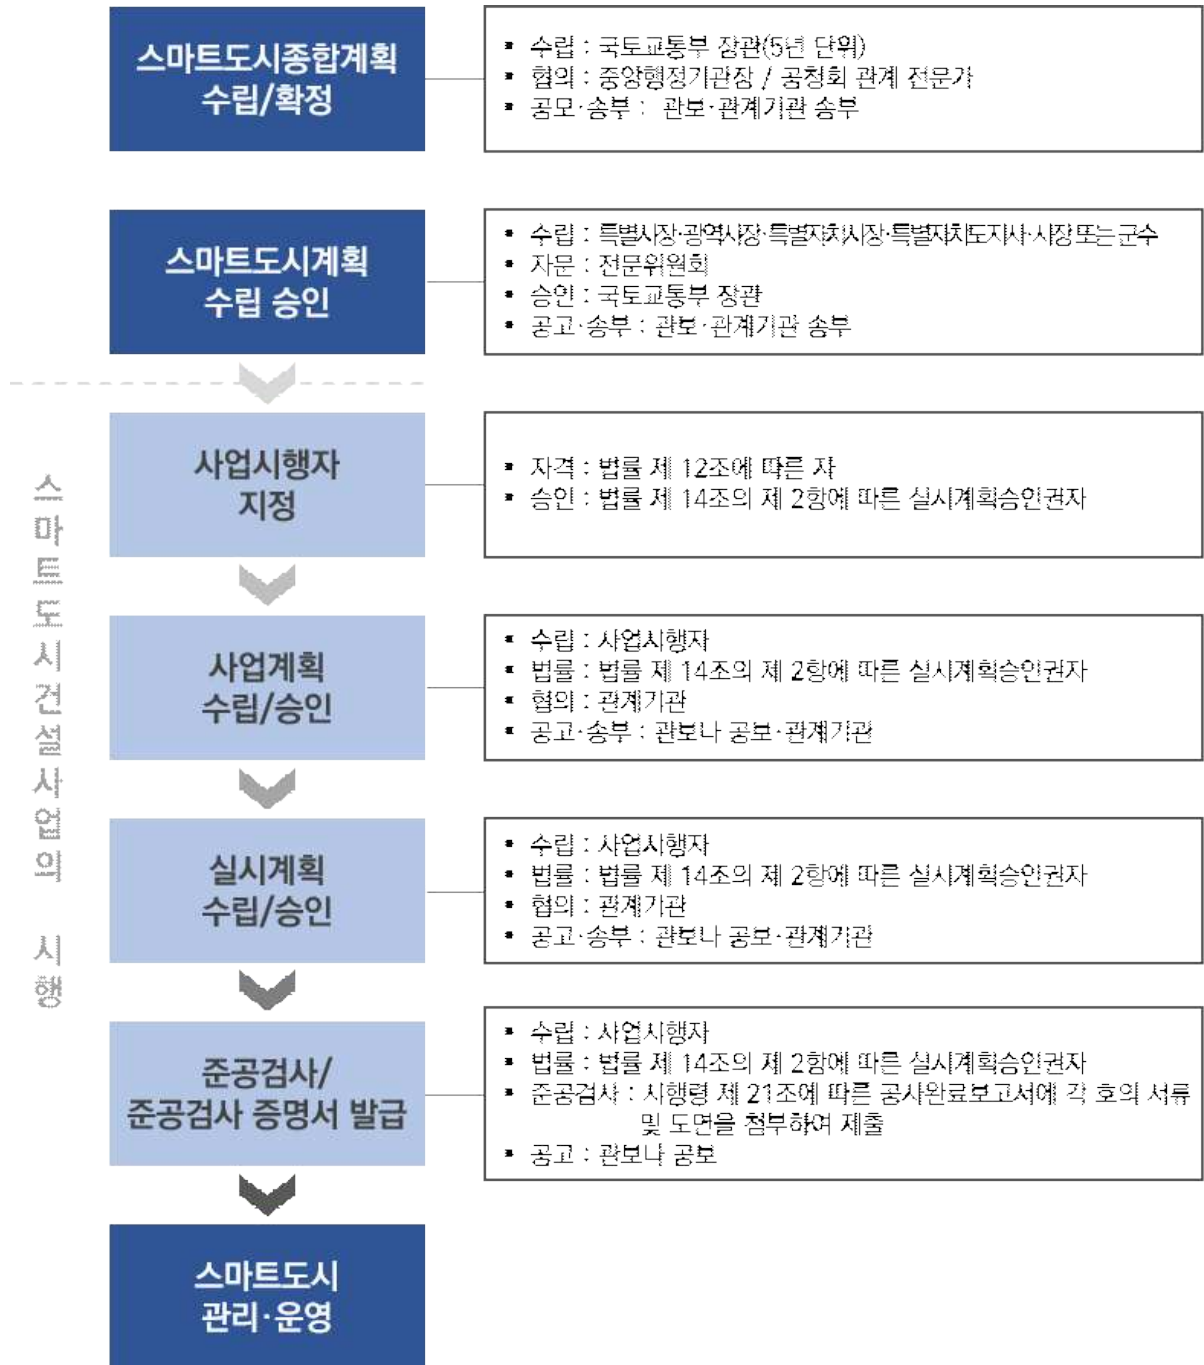 스마트도시종합계획
수립/확정
▪ 수립 : 국토교통부 장관(5년 단위)
▪ 협의 : 중앙행정기관장 / 공청회 관계 전문가
▪ 공모·송부 : 관보·관계기관 송부
스마트도시계획
수립 승인
▪ 수립 : 특별시장·광역시장·특별자치시장·특별자치도지사·시장 또는 군수
▪ 자문 : 전문위원회
▪ 승인 : 국토교통부 장관
▪ 공고·송부 : 관보·관계기관 송부
스마트도시건설사업의 시행
사업시행자
지정
▪ 자격 : 법률 제 12조에 따른 자
▪ 승인 : 법률 제 14조의 제 2항에 따른 실시계획승인권자
사업계획
수립/승인
▪ 수립 : 사업시행자
▪ 법률 : 법률 제 14조의 제 2항에 따른 실시계획승인권자
▪ 협의 : 관계기관
▪ 공고·송부 : 관보나 공보·관계기관
실시계획
수립/승인
▪ 수립 : 사업시행자
▪ 법률 : 법률 제 14조의 제 2항에 따른 실시계획승인권자
▪ 협의 : 관계기관
▪ 공고·송부 : 관보나 공보·관계기관
준공검사/
준공검사 증명서 발급
▪ 수립 : 사업시행자
▪ 법률 : 법률 제 14조의 제 2항에 따른 실시계획승인권자
▪ 준공검사 : 시행령 제 21조에 따른 공사완료보고서에 각 호의 서류
및 도면을 첨부하여 제출
▪ 공고 : 관보나 공보
스마트도시
관리·운영